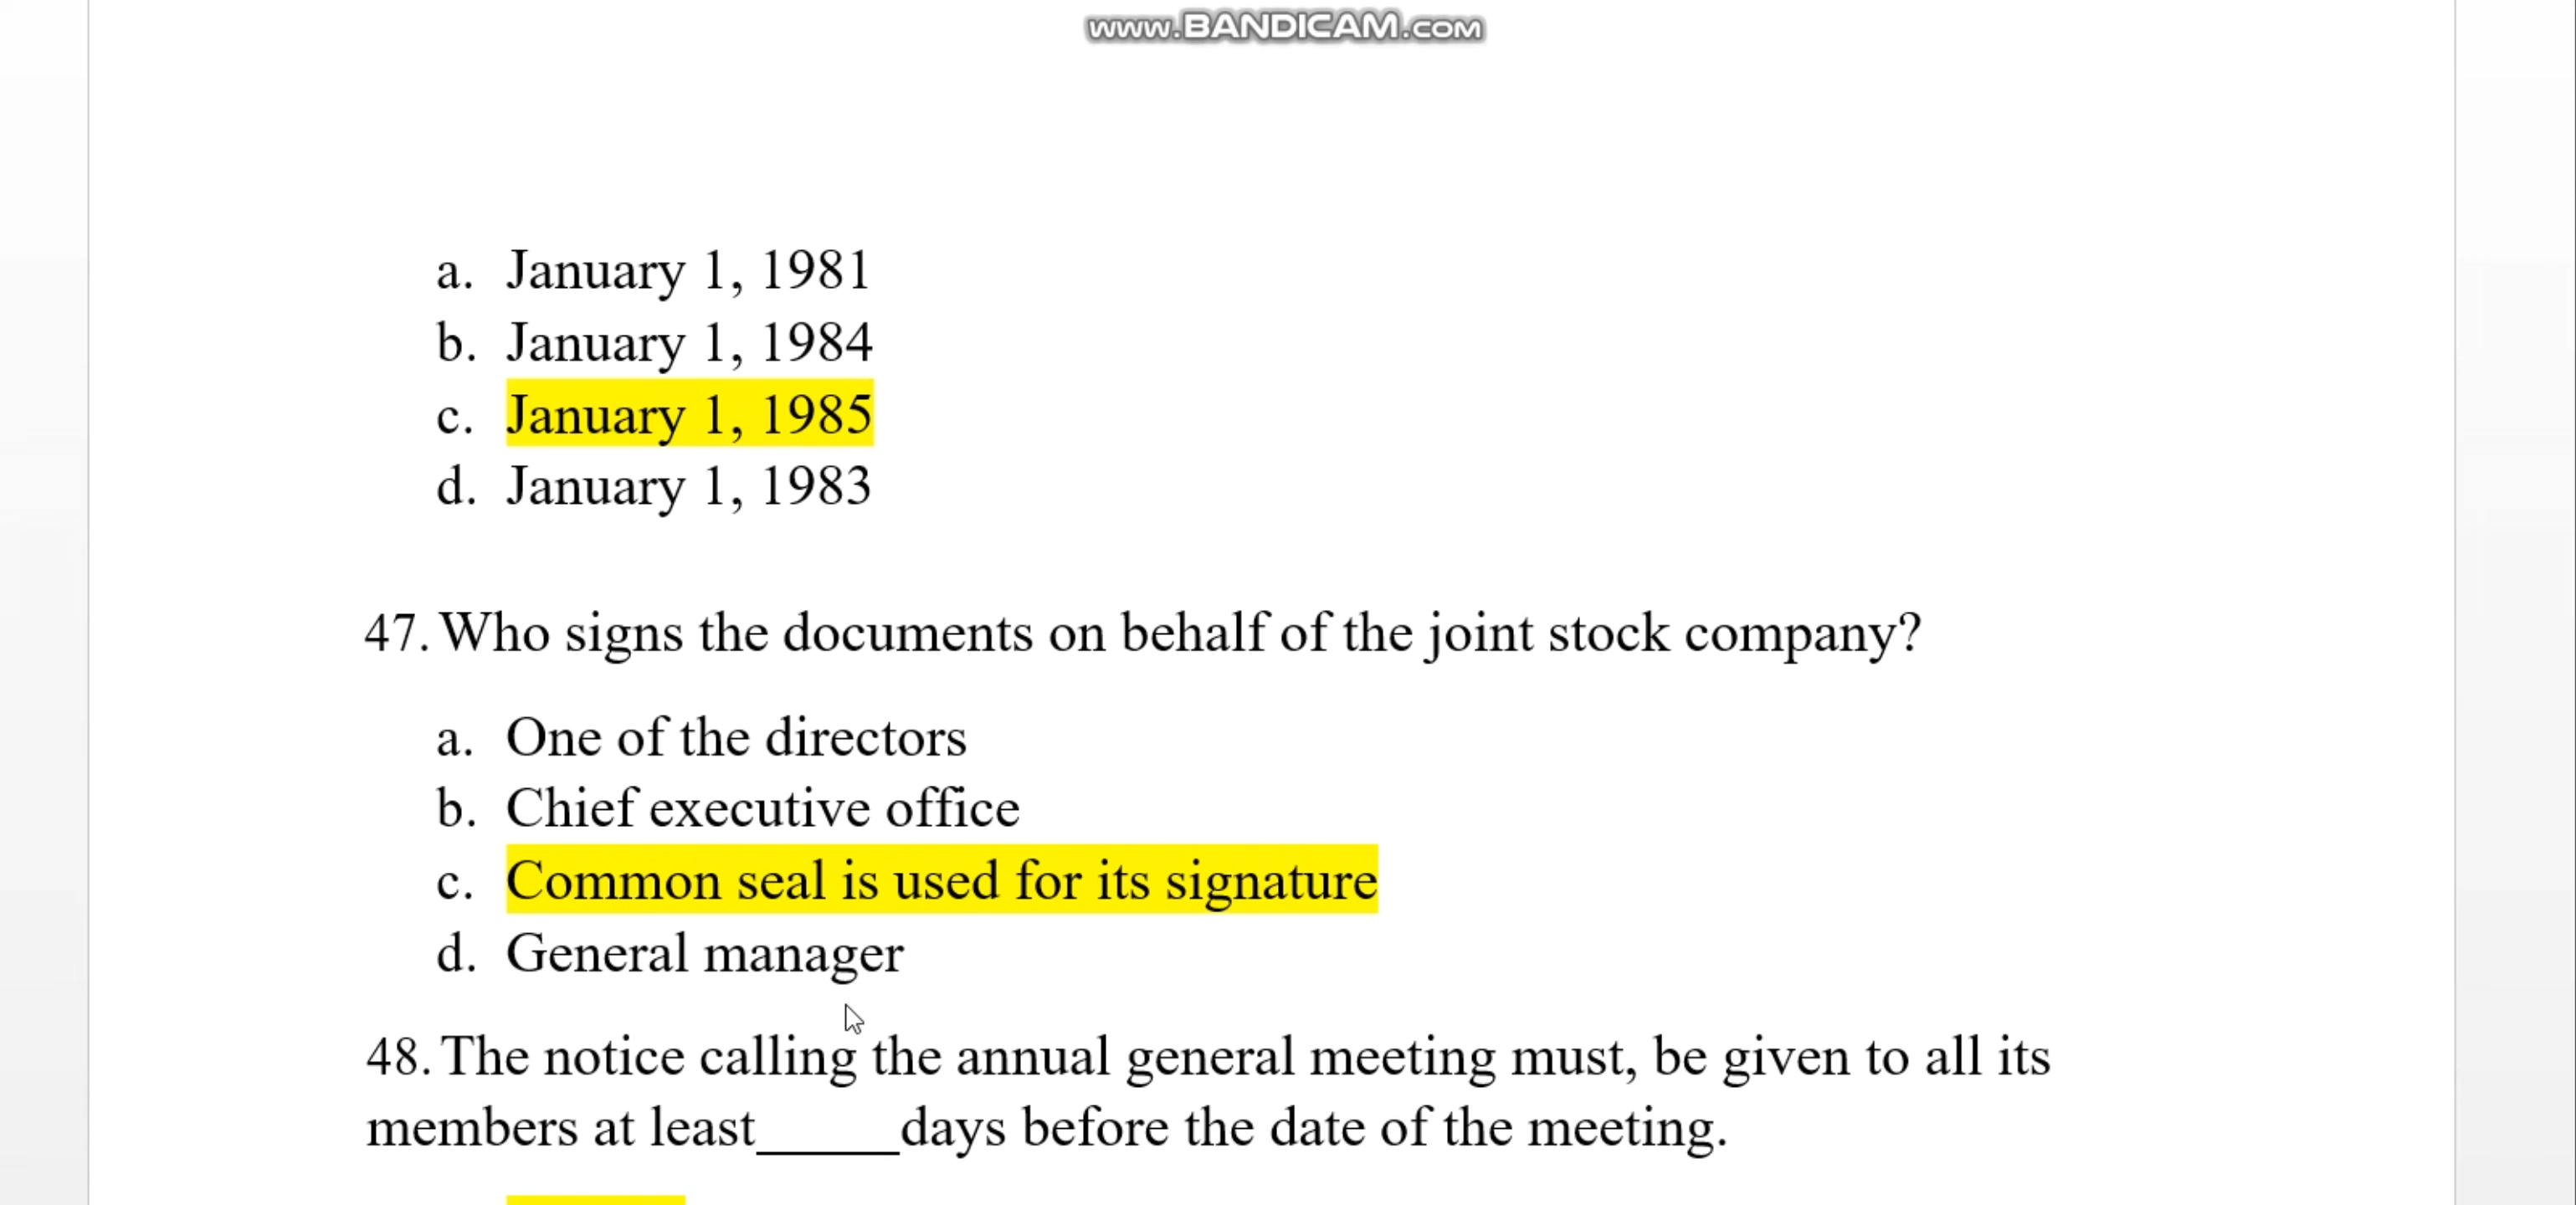 www.BANDICAM.com
a. January 1, 1981
b. January 1, 1984
c. January 1, 1985
d. January 1, 1983
47. Who signs the documents on behalf of the joint stock company?
a. One of the directors
b. Chief executive office
c. Common seal is used for its signature
d. General manager
48. The notice calling the annual general meeting must, be given to all its
members at least_____days before the date of the meeting.